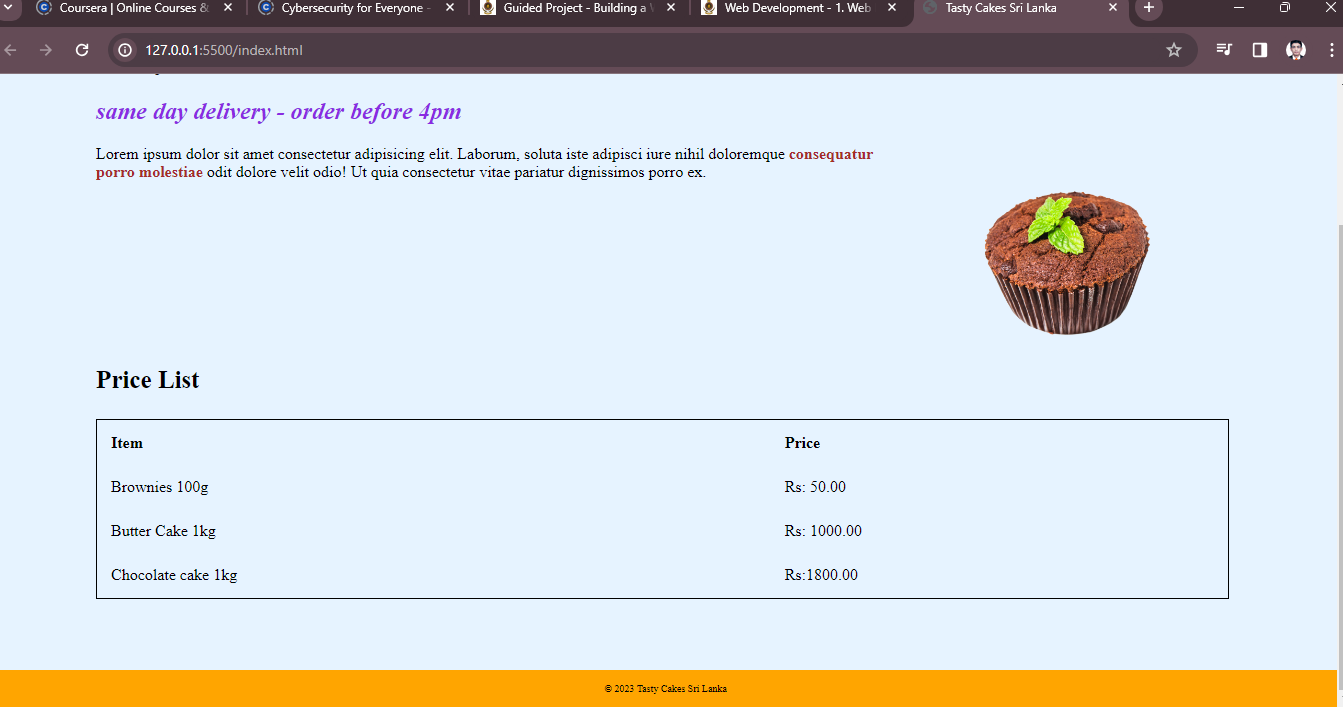 Coursera | Online Courses &
Cybersecurity for Everyone -
Guided Project - Building a
Web Development - 1. Web
Tasty Cakes Sri Lanka
127.0.0.1:5500/index.html
same day delivery - order before 4pm
Lorem ipsum dolor sit amet consectetur adipisicing elit. Laborum, soluta iste adipisci iure nihil doloremque consequatur
porro molestiae odit dolore velit odio! Ut quia consectetur vitae pariatur dignissimos porro ex.
Price List
Item Price
Brownies 100g Rs: 50.00
Butter Cake 1kg Rs: 1000.00
Chocolate cake 1kg Rs:1800.00
© 2023 Tasty Cakes Sri Lanka